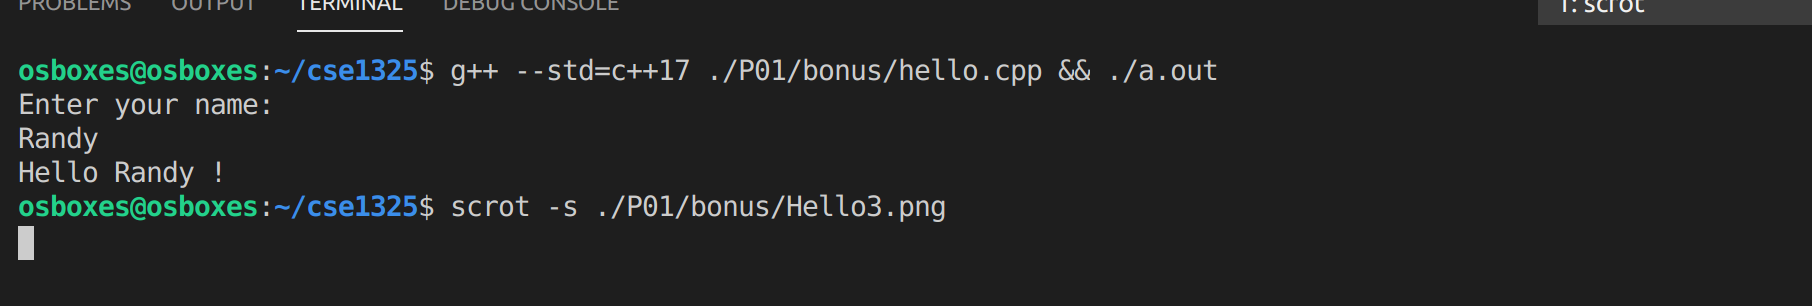 PROBLEMS OUTPUT TERMINAL DEBUG CONSOLE 1: scrot
osboxes@osboxes:~/cse1325$ g++ --std=c++17 ./P01/bonus/hello.cpp && ./a.out
Enter your name:
Randy
Hello Randy !
osboxes@osboxes:~/cse1325$ scrot -s ./P01/bonus/Hello3.png